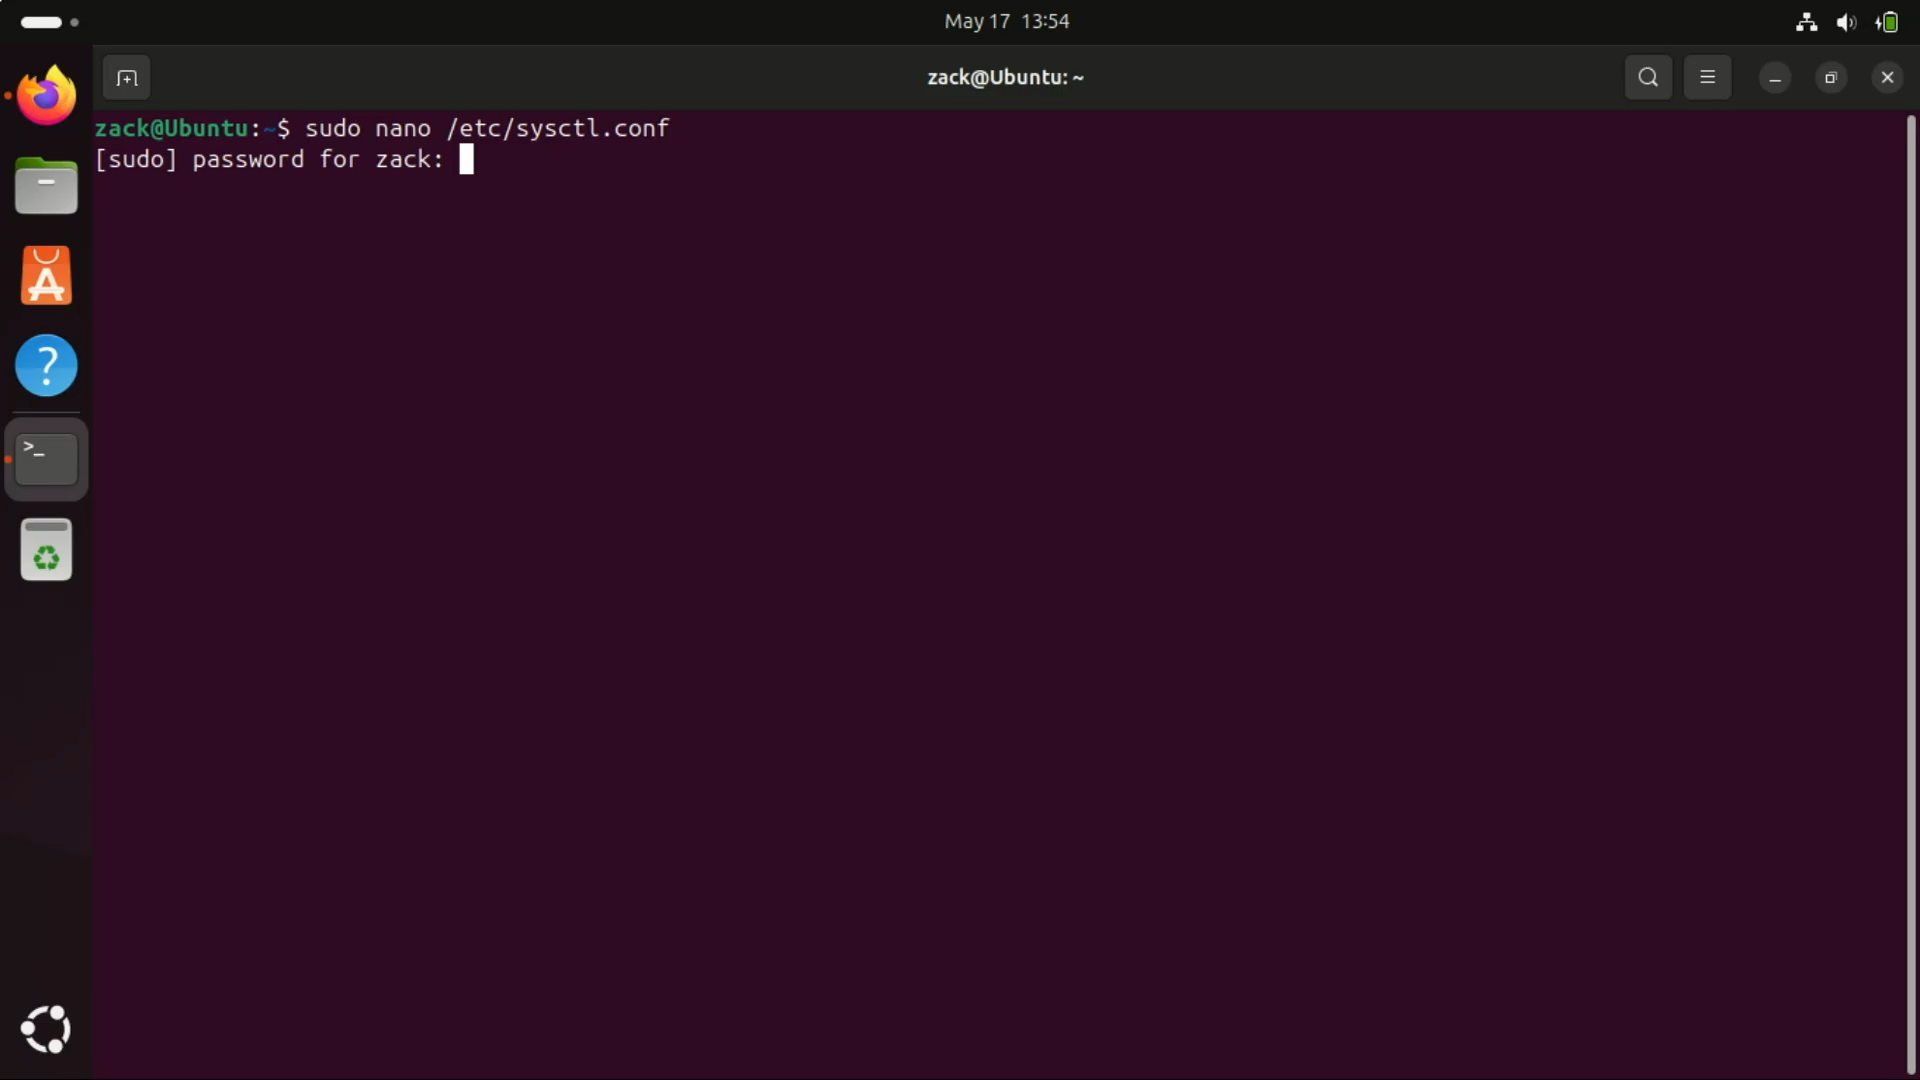 May 17 13:54
zack@Ubuntu: ~
zack@Ubuntu:~$ sudo nano /etc/sysctl.conf
[sudo] password for zack: